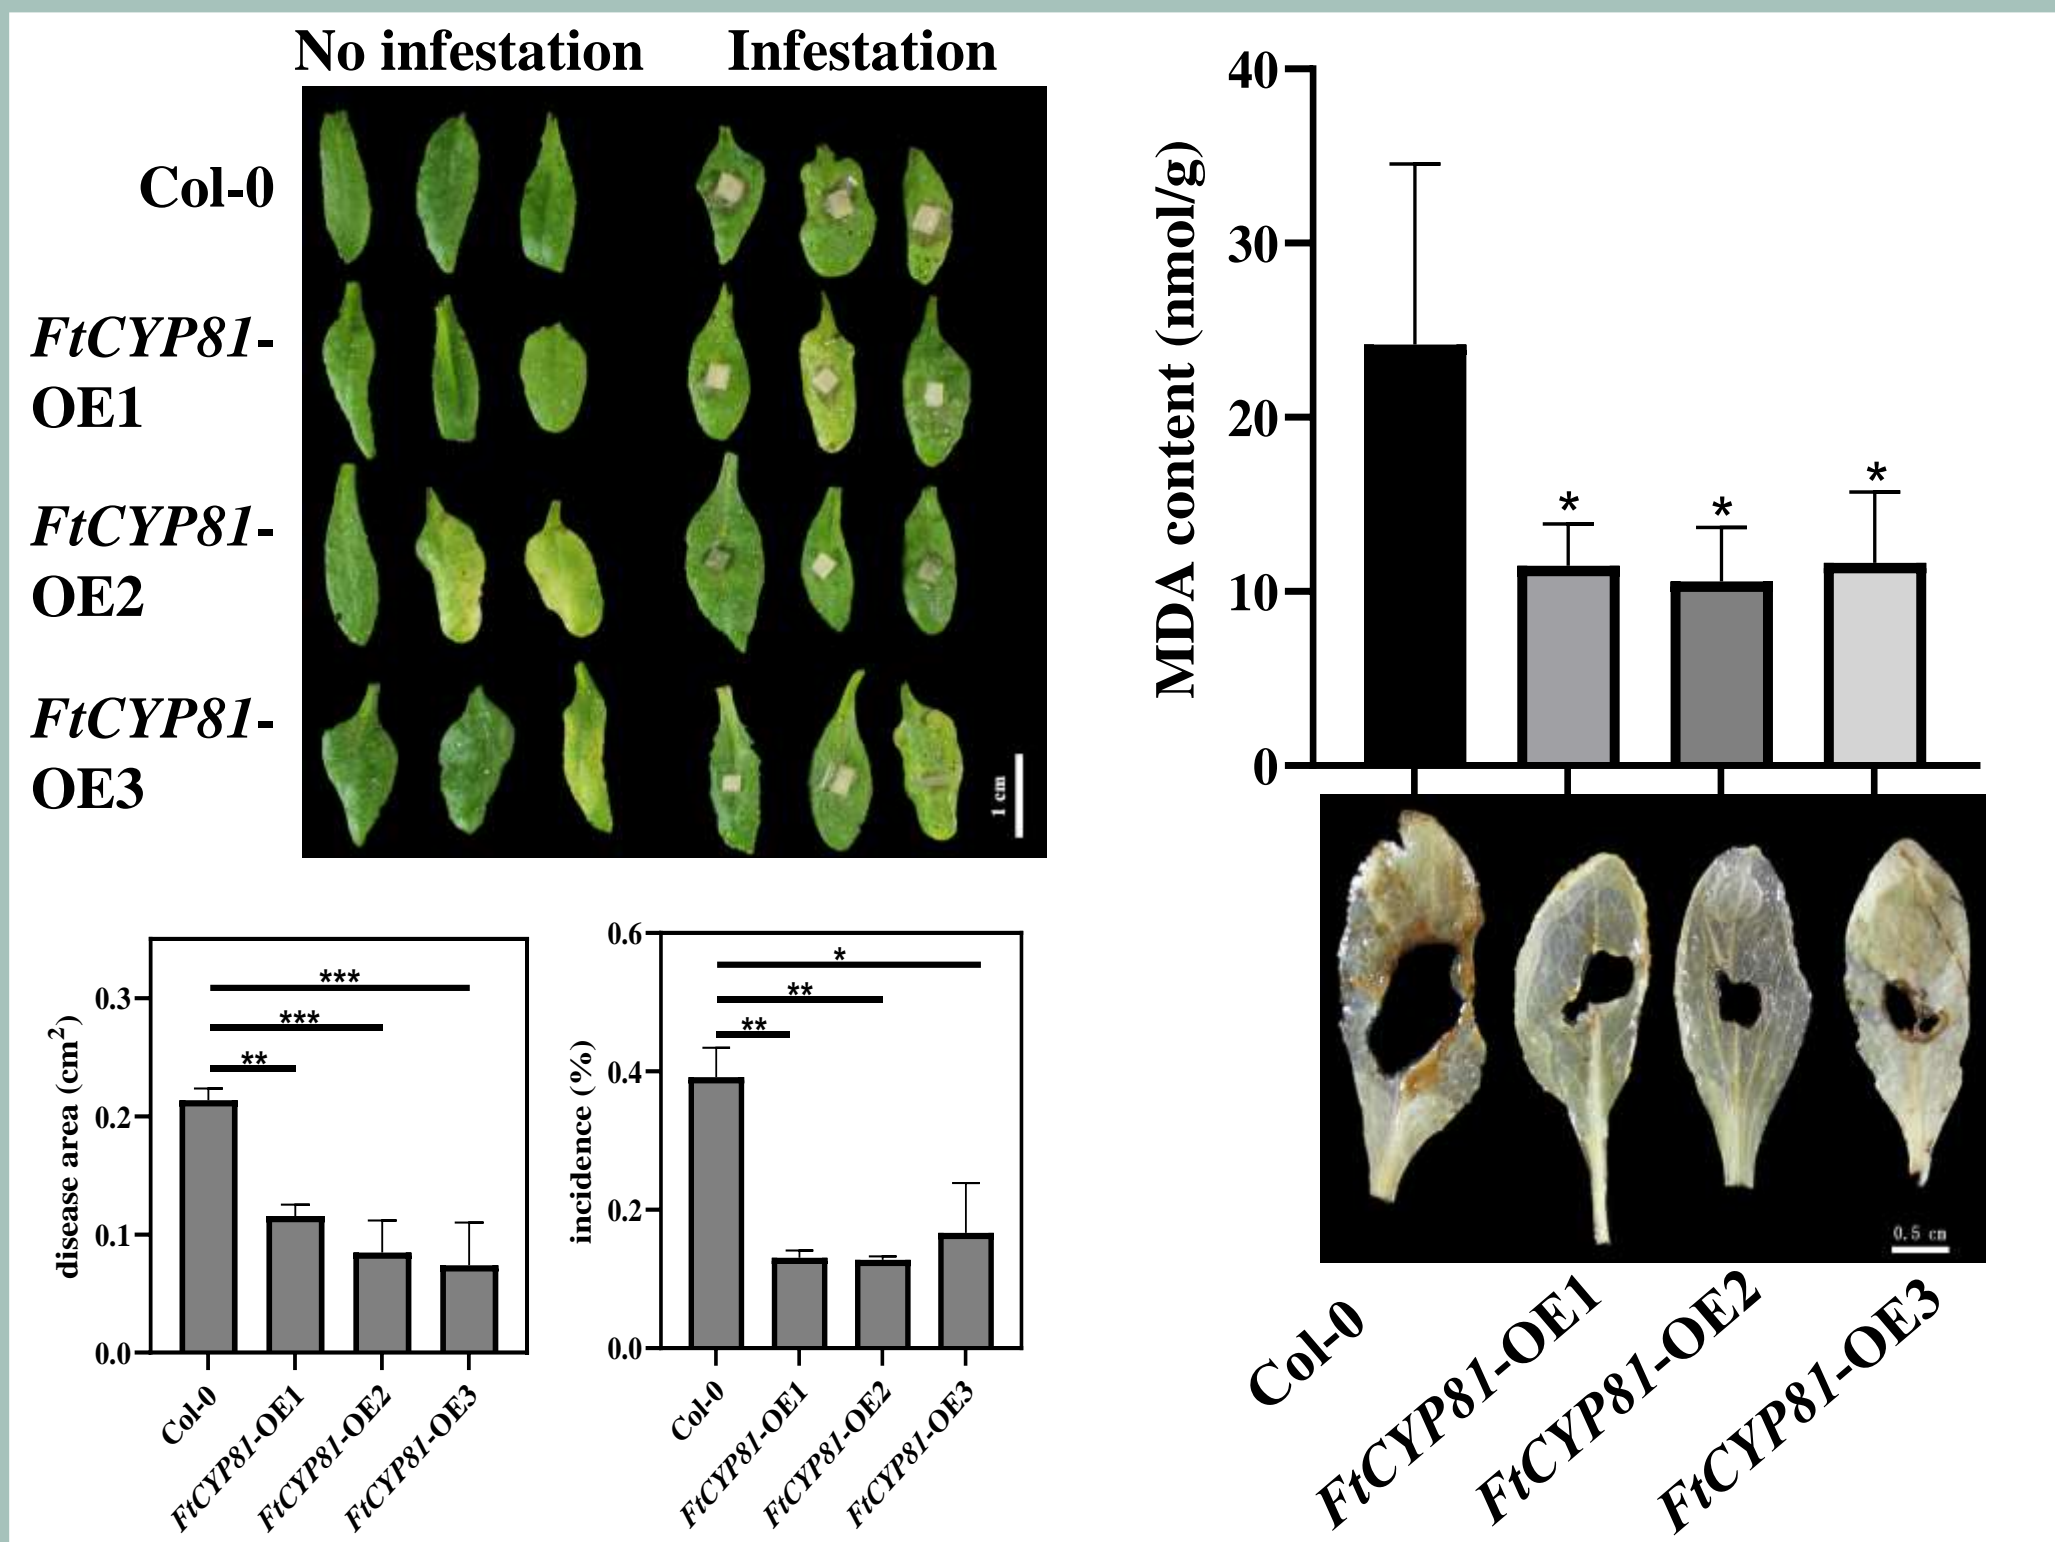 No infestation
Infestation
Col-0
FtCYP81-
OE1
FtCYP81-
OE2
FtCYP81-
OE3
1 cm
MDA content (nmol/g)
40
30
20
10
0
*
*
*
0.5 cm
Col-0
FtCYP81-OE1
FtCYP81-OE2
FtCYP81-OE3
disease area (cm²)
0.3
0.2
0.1
0.0
***
***
**
Col-0
FtCYP81-OE1
FtCYP81-OE2
FtCYP81-OE3
incidence (%)
0.6
0.4
0.2
0.0
*
**
**
Col-0
FtCYP81-OE1
FtCYP81-OE2
FtCYP81-OE3